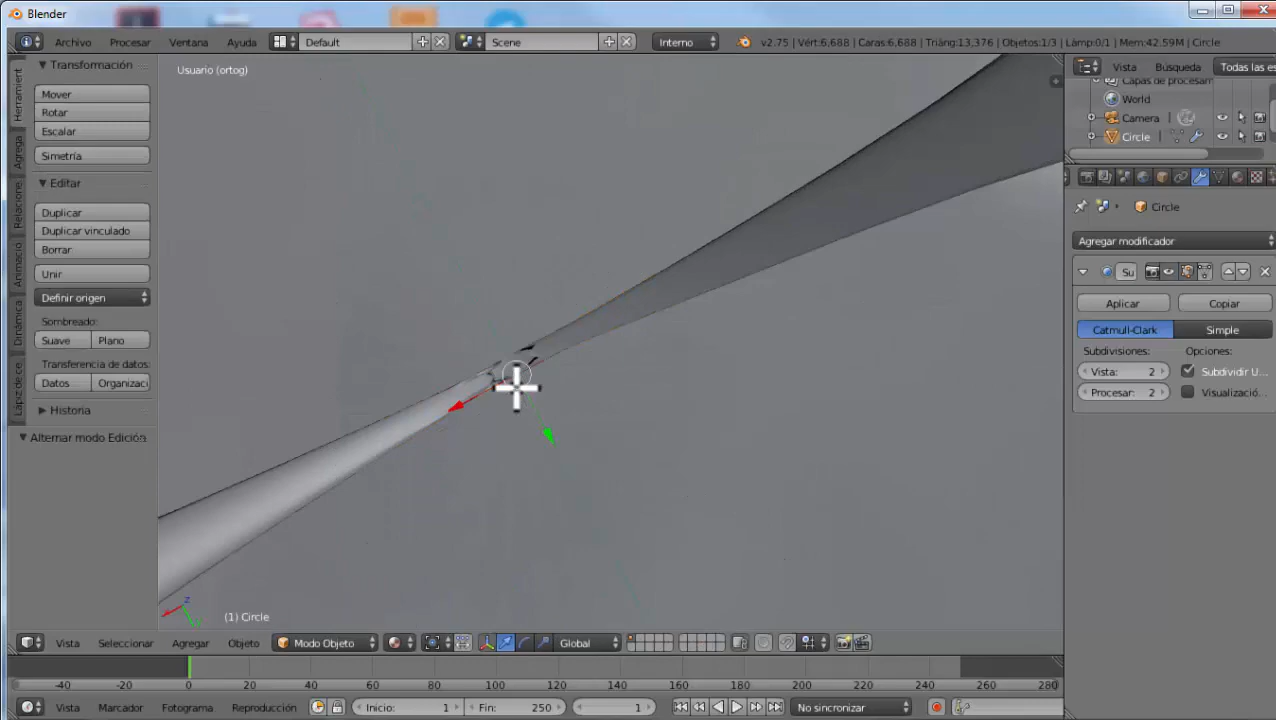 Blender
Archivo Procesar Ventana Ayuda Default Scene Interno v2.75 | Vért:6,688 | Caras:6,688 | Triáng:13,376 | Objetos:1/3 | Lámp:0/1 | Mem:42.59M | Circle
Transformación
Mover
Rotar
Escalar
Simetría
Editar
Duplicar
Duplicar vinculado
Borrar
Unir
Definir origen
Sombreado:
Suave Plano
Transferencia de datos:
Datos Organizac
Historia
Alternar modo Edición
Herramient
Agrega
Relacione
Animació
Dinámica
Usuario (ortog)
z
(1) Circle
Vista Seleccionar Agregar Objeto Modo Objeto Global
-40 -20 0 20 40 60 80 100 120 140 160 180 200 220 240 260 280
Vista Marcador Fotograma Reproducción Inicio: 1 Fin: 250 1 No sincronizar
Vista Búsqueda Todas las es
Capas de procesam
World
Camera
Circle
Circle
Agregar modificador
Su
Aplicar Copiar
Catmull-Clark Simple
Subdivisiones: Opciones:
Vista: 2 Subdividir U...
Procesar: 2 Visualizació...